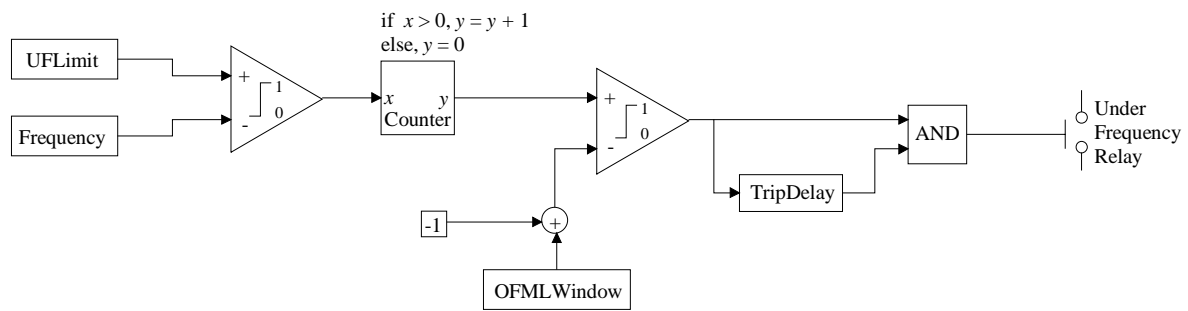 if x > 0, y = y + 1
else, y = 0
UFLimit
+
1
0
-
Frequency
x y
Counter
+
1
0
-
AND
Under
Frequency
Relay
TripDelay
-1
+
OFMLWindow